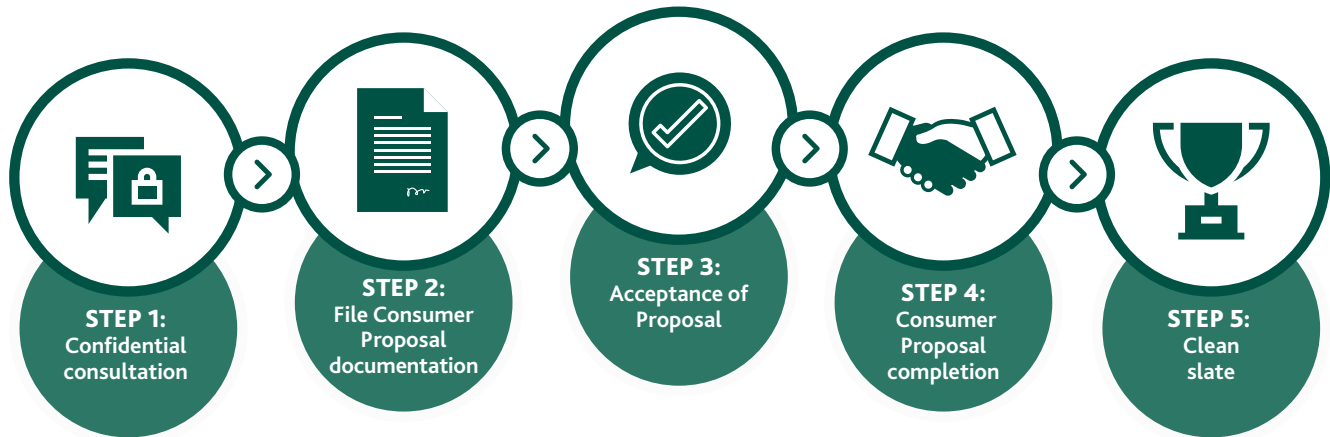 STEP 1:
Confidential
consultation
STEP 2:
File Consumer
Proposal
documentation
STEP 3:
Acceptance of
Proposal
STEP 4:
Consumer
Proposal
completion
STEP 5:
Clean
slate